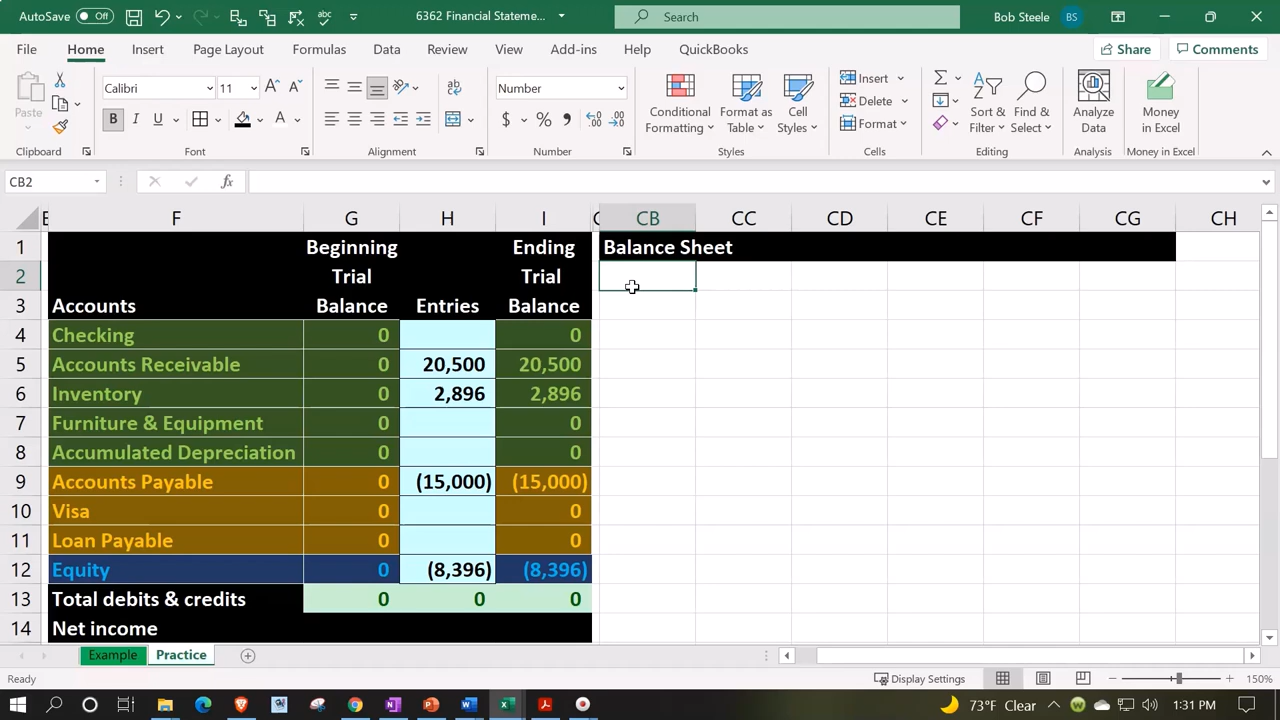 AutoSave Off 6362 Financial Stateme... Search Bob Steele BS
File Home Insert Page Layout Formulas Data Review View Add-ins Help QuickBooks Share Comments
Paste Calibri 11 Number Conditional Formatting Format as Table Cell Styles Insert Delete Format Sort & Filter Find & Select Analyze Data Money in Excel
Clipboard Font Alignment Number Styles Cells Editing Analysis Money in Excel
CB2 fx
E F G H I C CB CC CD CE CF CG CH
1 Beginning Ending Balance Sheet
2 Trial Trial
3 Accounts Balance Entries Balance
4 Checking 0 0
5 Accounts Receivable 0 20,500 20,500
6 Inventory 0 2,896 2,896
7 Furniture & Equipment 0 0
8 Accumulated Depreciation 0 0
9 Accounts Payable 0 (15,000) (15,000)
10 Visa 0 0
11 Loan Payable 0 0
12 Equity 0 (8,396) (8,396)
13 Total debits & credits 0 0 0
14 Net income
Example Practice
Ready Display Settings 150%
73°F Clear 1:31 PM